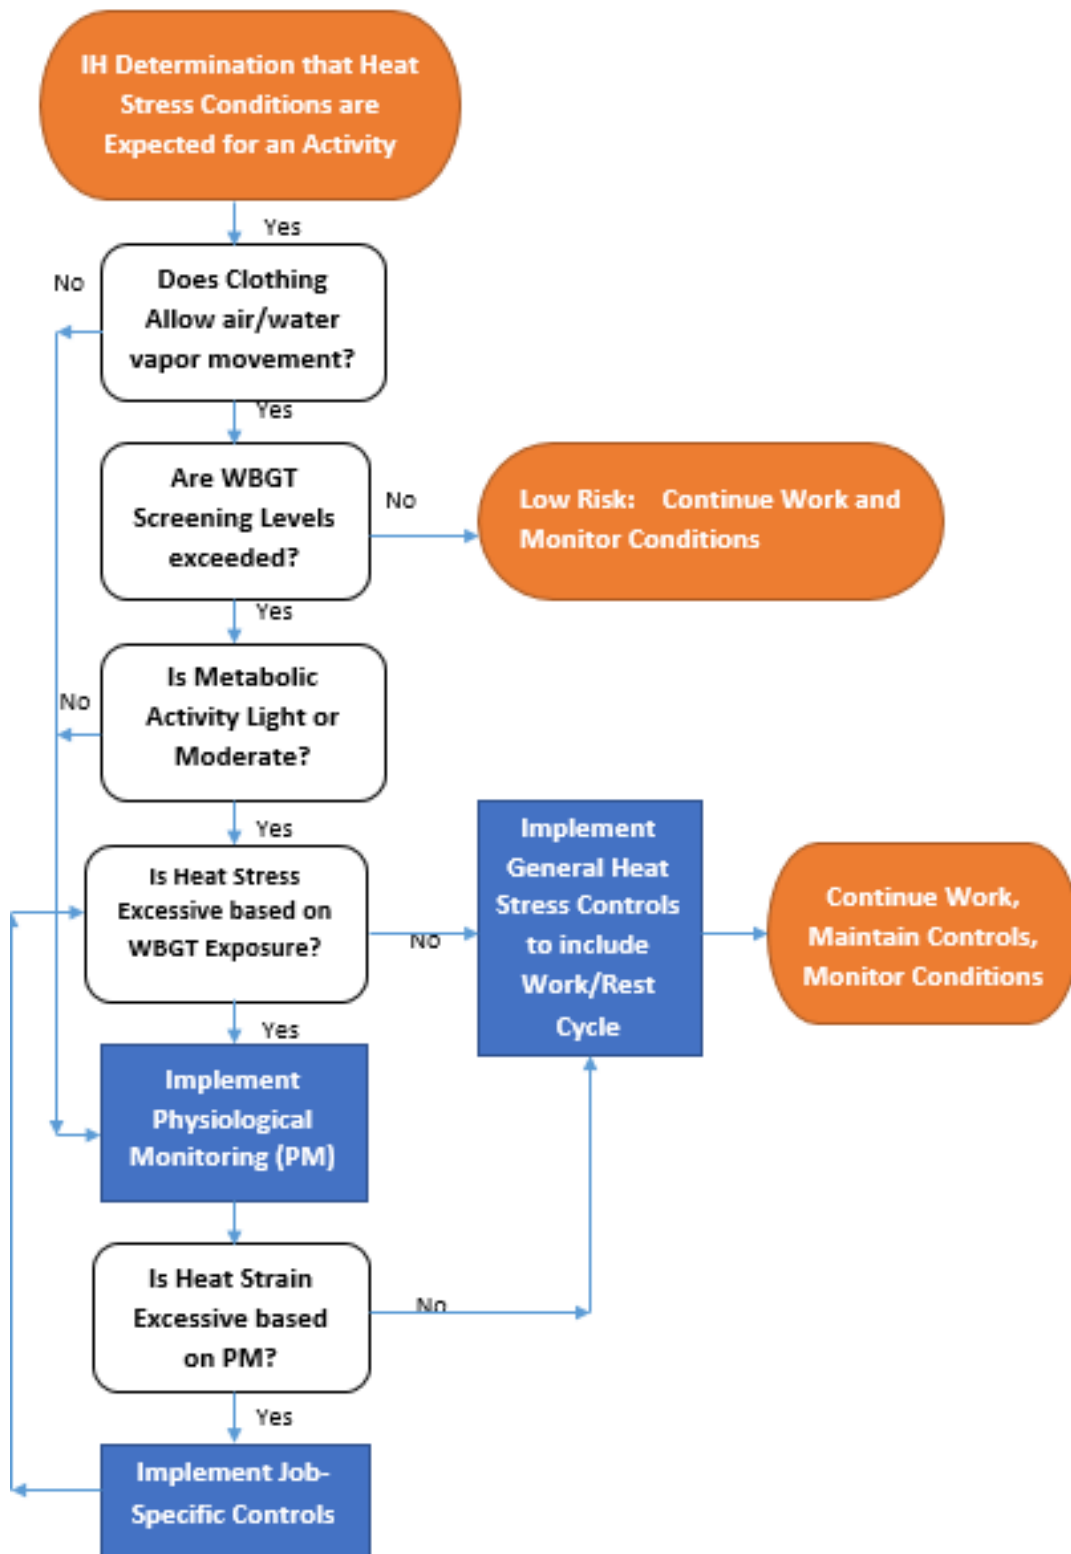 IH Determination that Heat
Stress Conditions are
Expected for an Activity
Yes
No
Does Clothing
Allow air/water
vapor movement?
Yes
Are WBGT
Screening Levels
exceeded?
No
Low Risk: Continue Work and
Monitor Conditions
Yes
Is Metabolic
Activity Light or
Moderate?
No
Yes
Is Heat Stress
Excessive based on
WBGT Exposure?
No
Implement
General Heat
Stress Controls
to include
Work/Rest
Cycle
Continue Work,
Maintain Controls,
Monitor Conditions
Yes
Implement
Physiological
Monitoring (PM)
Is Heat Strain
Excessive based
on PM?
No
Yes
Implement Job-
Specific Controls